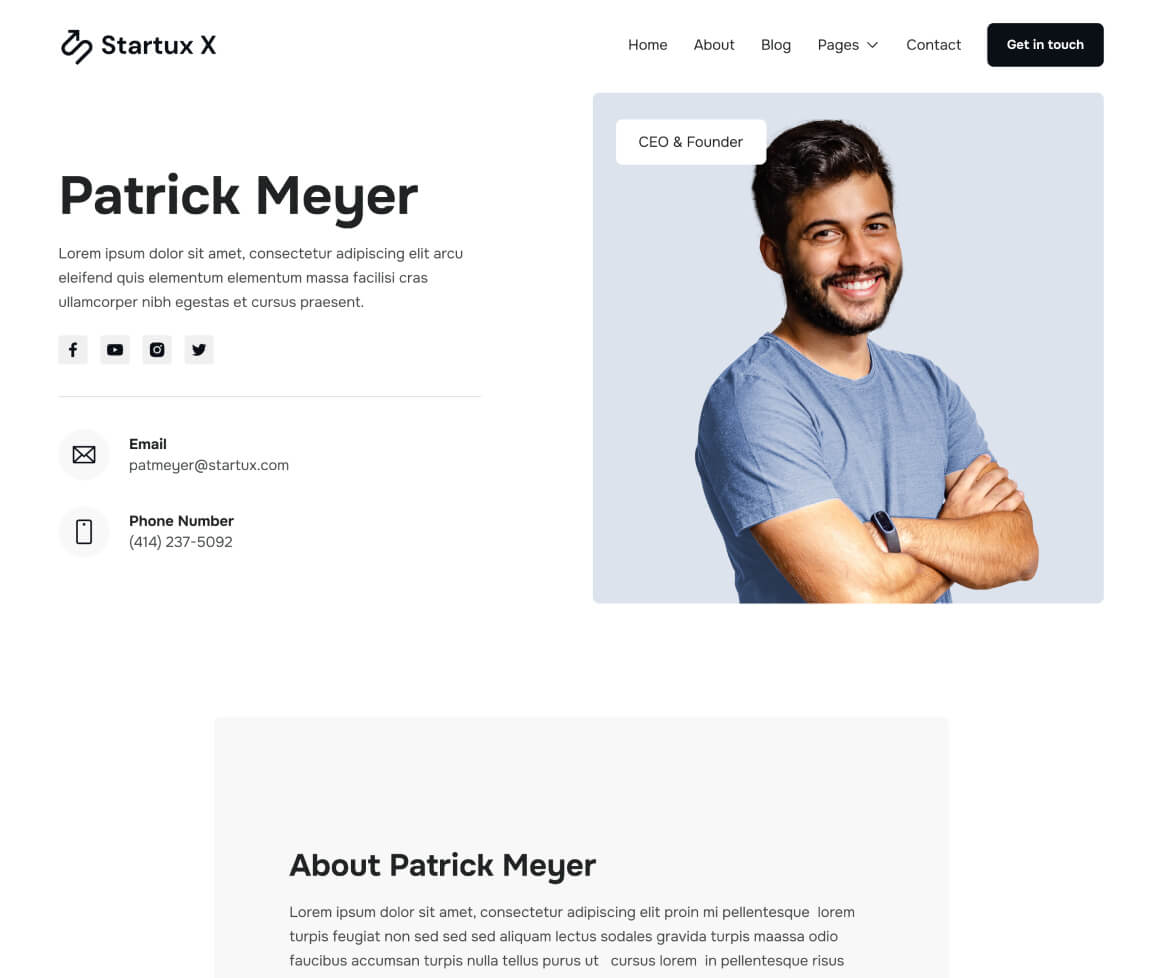 Startux X
Home About Blog Pages Contact Get in touch
CEO & Founder
Patrick Meyer
Lorem ipsum dolor sit amet, consectetur adipiscing elit arcu
eleifend quis elementum elementum massa facilisi cras
ullamcorper nibh egestas et cursus praesent.
Email
patmeyer@startux.com
Phone Number
(414) 237-5092
About Patrick Meyer
Lorem ipsum dolor sit amet, consectetur adipiscing elit proin mi pellentesque  lorem
turpis feugiat non sed sed sed aliquam lectus sodales gravida turpis maassa odio
faucibus accumsan turpis nulla tellus purus ut   cursus lorem  in pellentesque risus